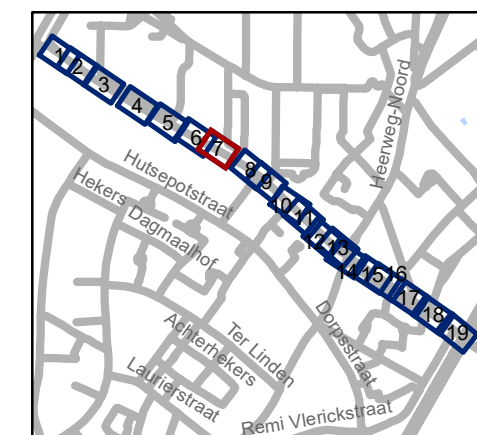 1
2
3
4
5
6
7
8
9
10
11
12
13
14
15
16
17
18
19
Heerweg-Noord
Hutsepotstraat
Hekers
Dagmaalhof
Dorpsstraat
Ter Linden
Achterhekers
Laurierstraat
Remi Vlerickstraat